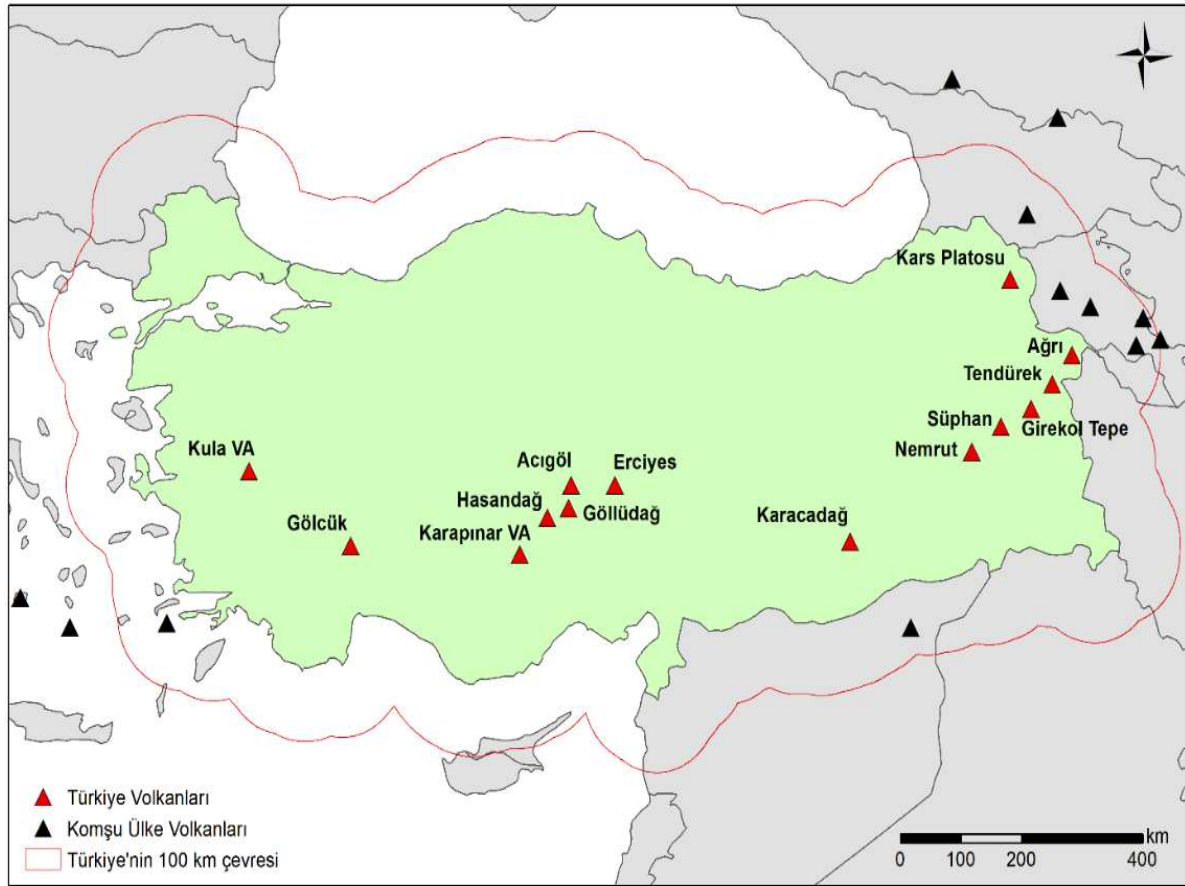 Kars Platosu
Ağrı
Tendürek
Süphan
Girekol Tepe
Nemrut
Kula VA
Acıgöl
Erciyes
Hasandağ
Göllüdağ
Karapınar VA
Gölcük
Karacadağ
Türkiye Volkanları
Komşu Ülke Volkanları
Türkiye'nin 100 km çevresi
km
0 100 200 400